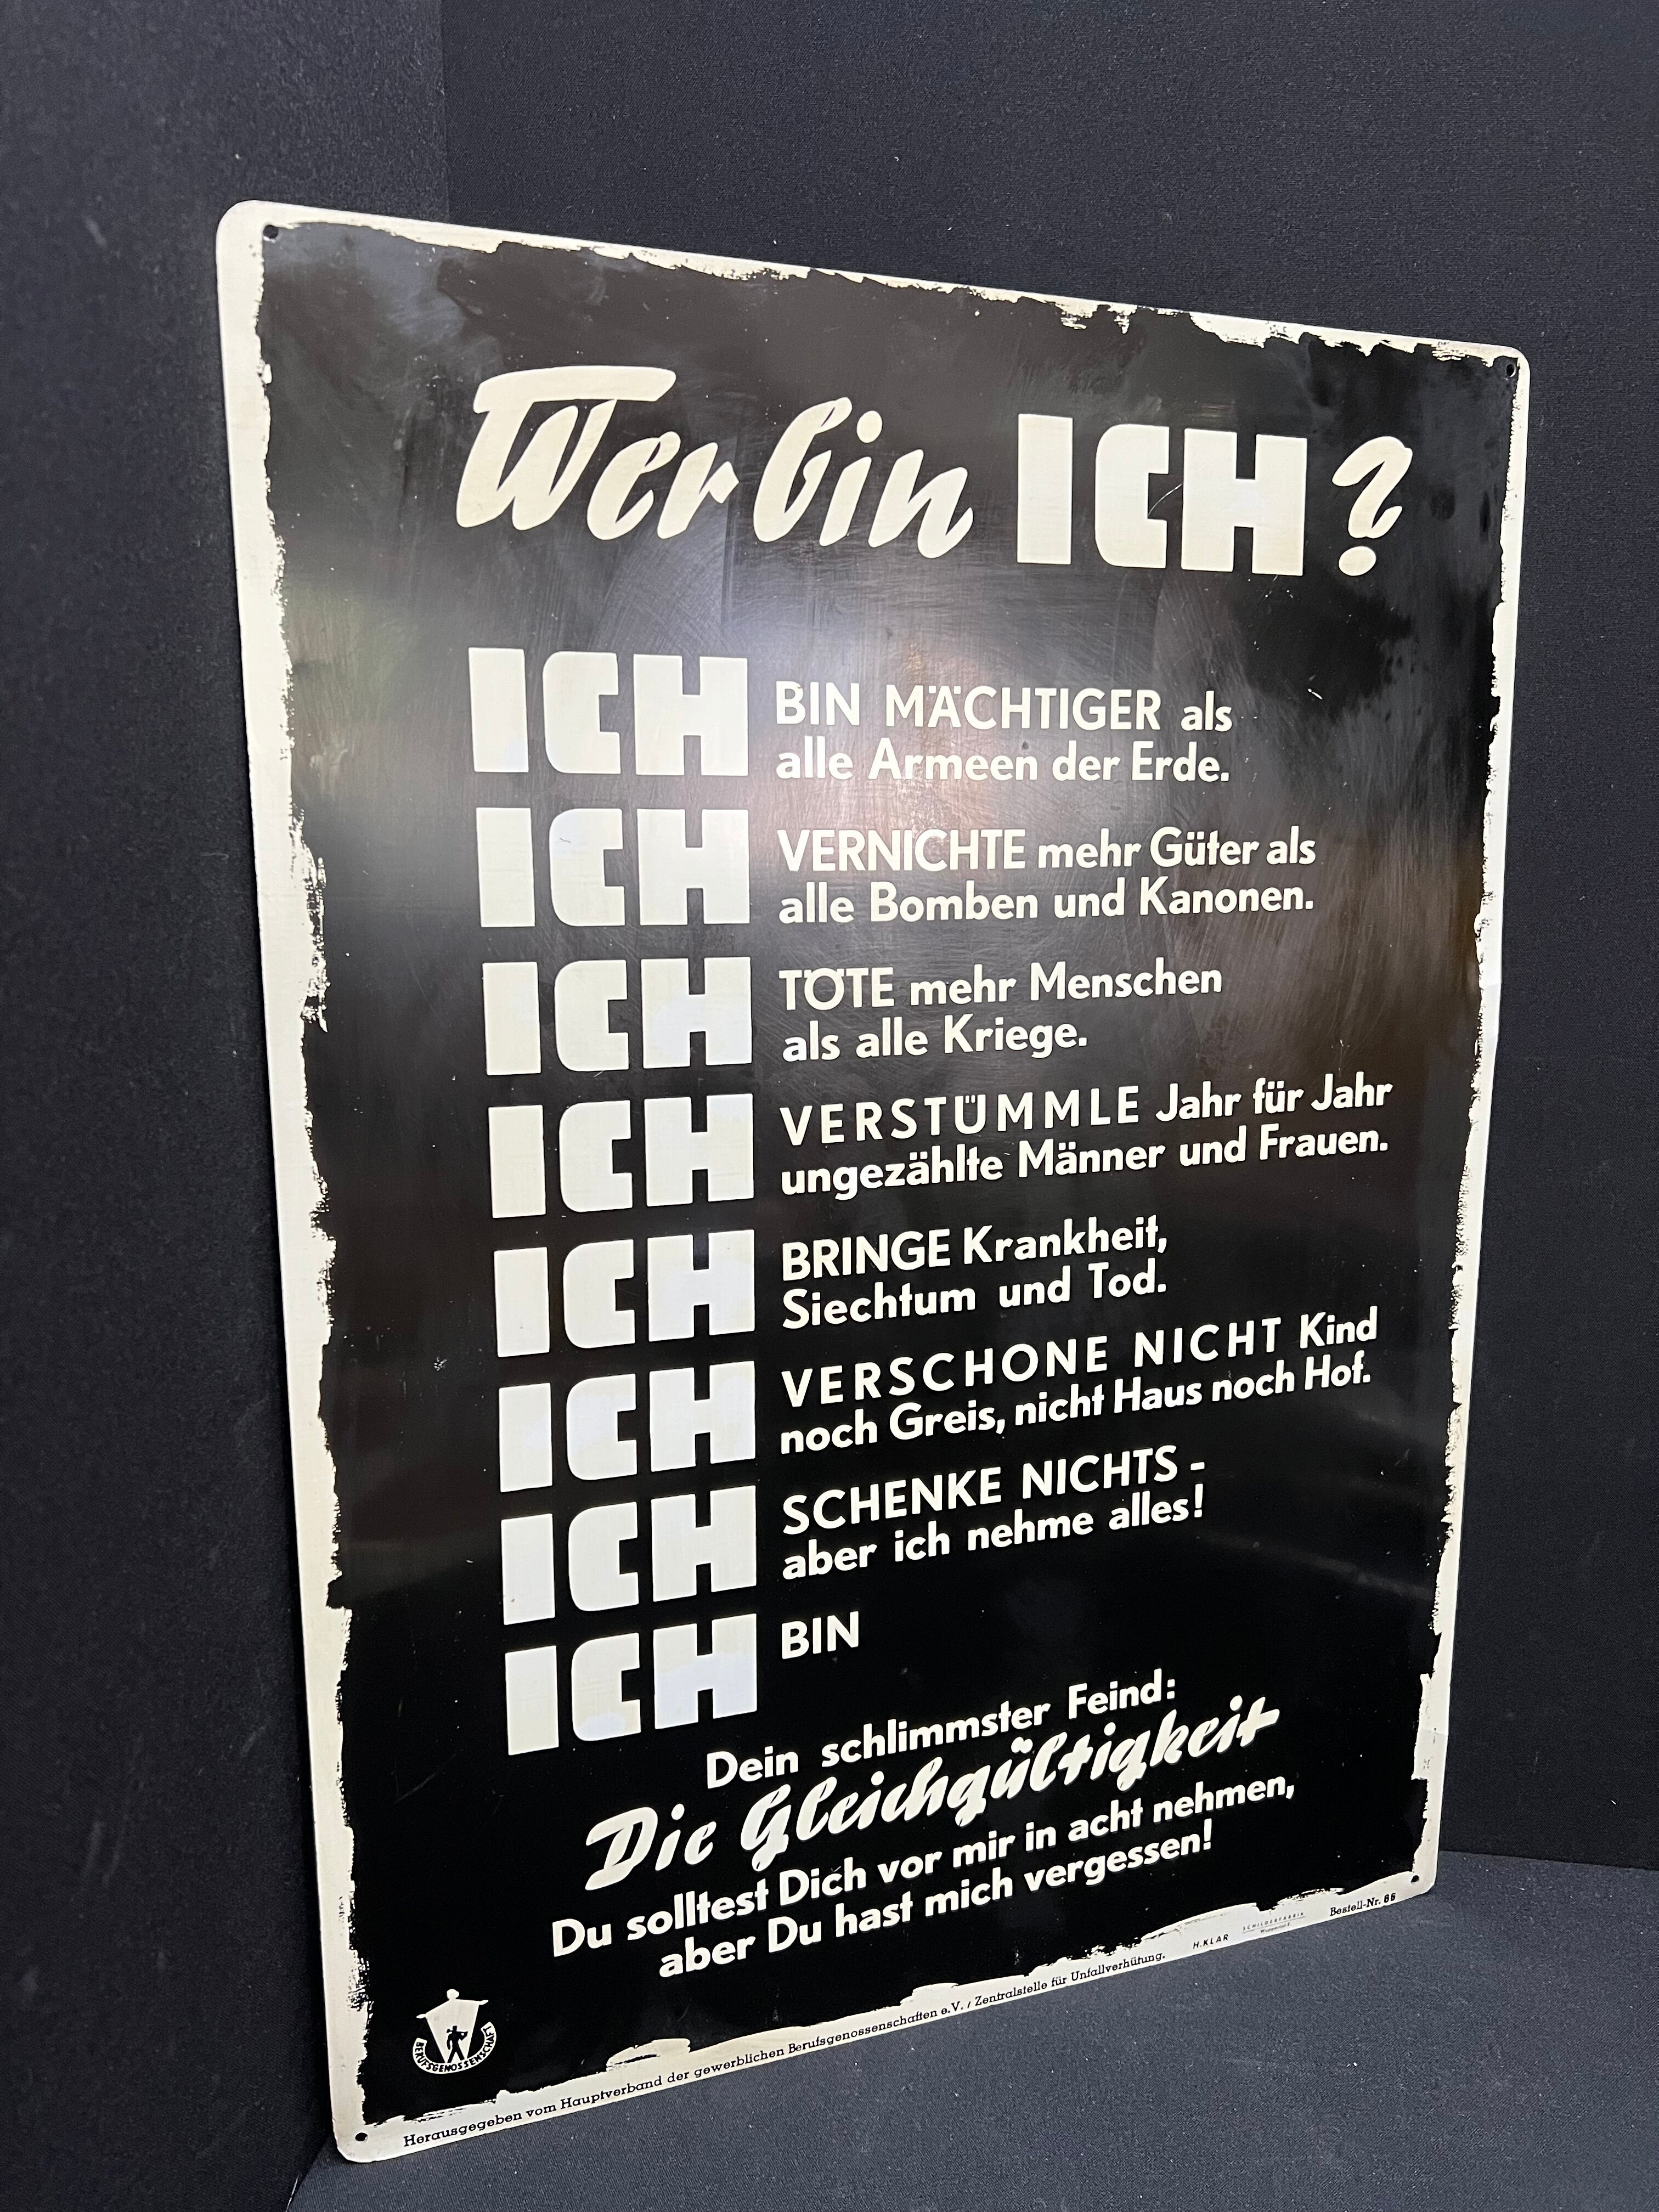 Wer bin ICH?
ICH BIN MÄCHTIGER als
alle Armeen der Erde.
ICH VERNICHTE mehr Güter als
alle Bomben und Kanonen.
ICH TÖTE mehr Menschen
als alle Kriege.
ICH VERSTÜMMLE Jahr für Jahr
ungezählte Männer und Frauen.
ICH BRINGE Krankheit,
Siechtum und Tod.
ICH VERSCHONE NICHT Kind
noch Greis, nicht Haus noch Hof.
ICH SCHENKE NICHTS -
aber ich nehme alles!
ICH BIN
Dein schlimmster Feind:
Die Gleichgültigkeit
Du solltest Dich vor mir in acht nehmen,
aber Du hast mich vergessen!
BERUFSGENOSSENSCHAFT
Herausgegeben vom Hauptverband der gewerblichen Berufsgenossenschaften e.V. / Zentralstelle für Unfallverhütung. H.KLAR SCHILDERFABRIK Bestell-Nr. 66